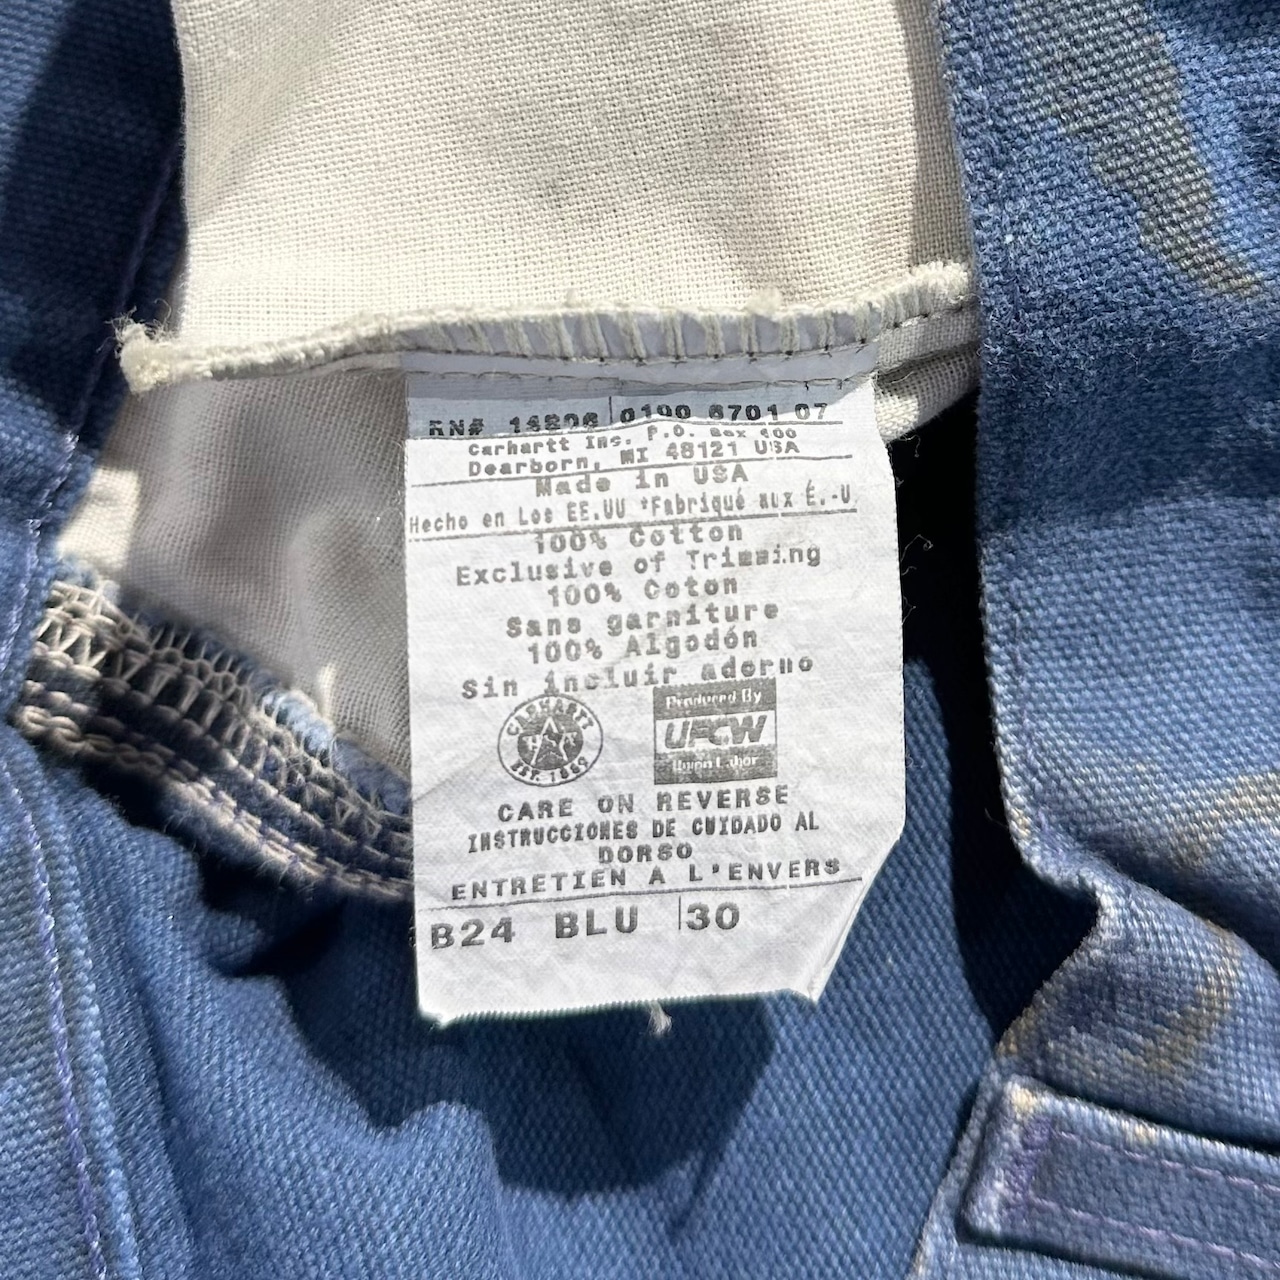 RN# 14806 0190 6701 07
Carhartt Inc. P.O. Box 600
Dearborn, MI 48121 USA
Made in USA
Hecho en Los EE.UU *Fabriqué aux É.-U
100% Cotton
Exclusive of Trimming
100% Coton
Sans garniture
100% Algodón
Sin incluir adorno
CARHARTT
EST. 1889
Produced By
UFCW
Union Labor
CARE ON REVERSE
INSTRUCCIONES DE CUIDADO AL
DORSO
ENTRETIEN A L'ENVERS
B24 BLU 30